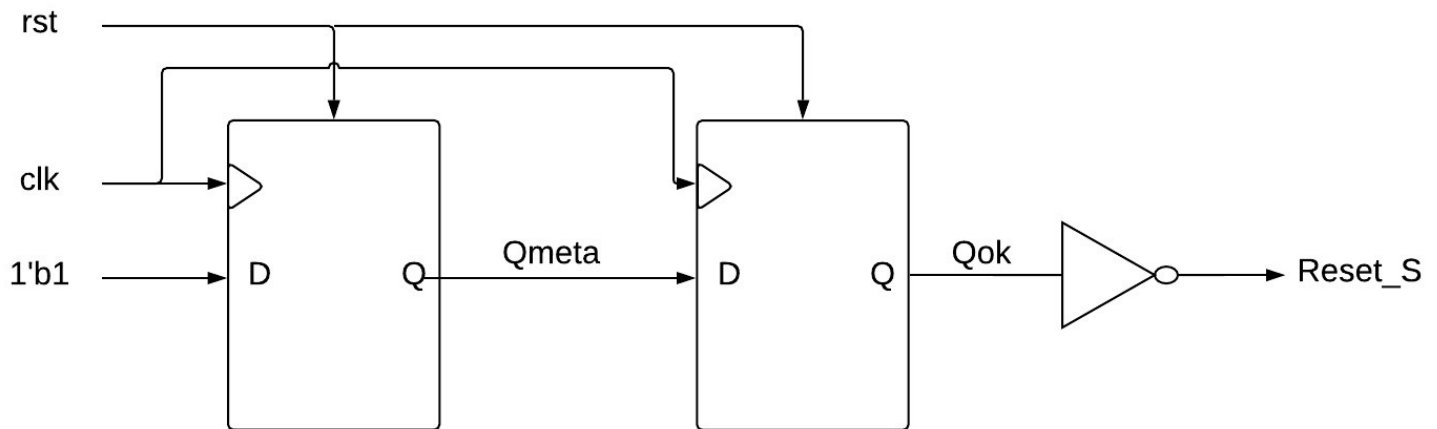 rst
clk
1'b1
D
Q
Qmeta
D
Q
Qok
Reset_S